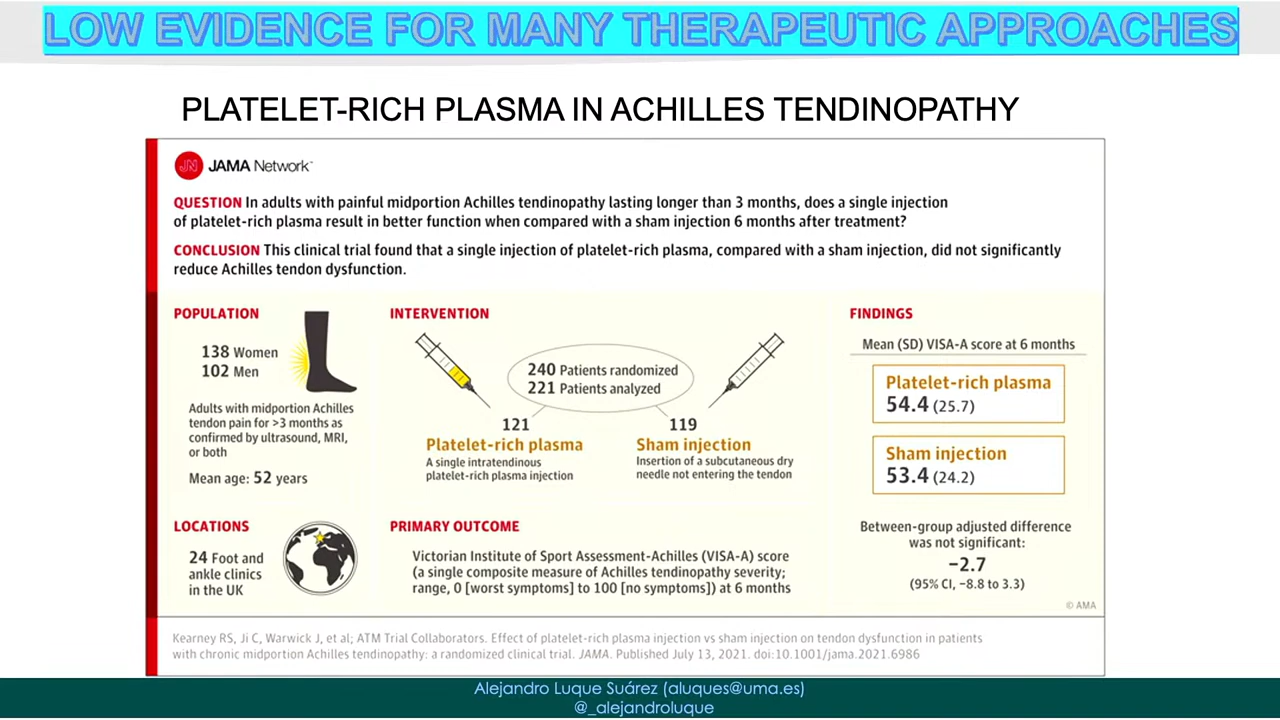 LOW EVIDENCE FOR MANY THERAPEUTIC APPROACHES
PLATELET-RICH PLASMA IN ACHILLES TENDINOPATHY
JN JAMA Network™
QUESTION In adults with painful midportion Achilles tendinopathy lasting longer than 3 months, does a single injection
of platelet-rich plasma result in better function when compared with a sham injection 6 months after treatment?
CONCLUSION This clinical trial found that a single injection of platelet-rich plasma, compared with a sham injection, did not significantly
reduce Achilles tendon dysfunction.
POPULATION
138 Women
102 Men
Adults with midportion Achilles
tendon pain for >3 months as
confirmed by ultrasound, MRI,
or both
Mean age: 52 years
INTERVENTION
240 Patients randomized
221 Patients analyzed
121
Platelet-rich plasma
A single intratendinous
platelet-rich plasma injection
119
Sham injection
Insertion of a subcutaneous dry
needle not entering the tendon
FINDINGS
Mean (SD) VISA-A score at 6 months
Platelet-rich plasma
54.4 (25.7)
Sham injection
53.4 (24.2)
Between-group adjusted difference
was not significant:
−2.7
(95% CI, −8.8 to 3.3)
LOCATIONS
24 Foot and
ankle clinics
in the UK
PRIMARY OUTCOME
Victorian Institute of Sport Assessment-Achilles (VISA-A) score
(a single composite measure of Achilles tendinopathy severity;
range, 0 [worst symptoms] to 100 [no symptoms]) at 6 months
© AMA
Kearney RS, Ji C, Warwick J, et al; ATM Trial Collaborators. Effect of platelet-rich plasma injection vs sham injection on tendon dysfunction in patients
with chronic midportion Achilles tendinopathy: a randomized clinical trial. JAMA. Published July 13, 2021. doi:10.1001/jama.2021.6986
Alejandro Luque Suárez (aluques@uma.es)
@_alejandroluque